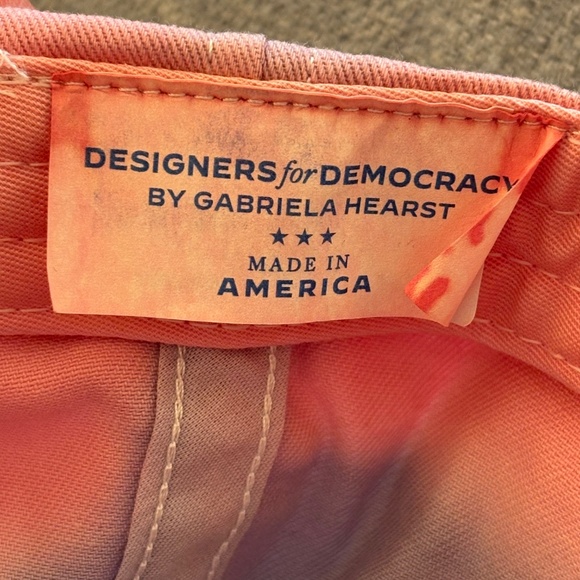 DESIGNERS for DEMOCRACY
BY GABRIELA HEARST
MADE IN
AMERICA